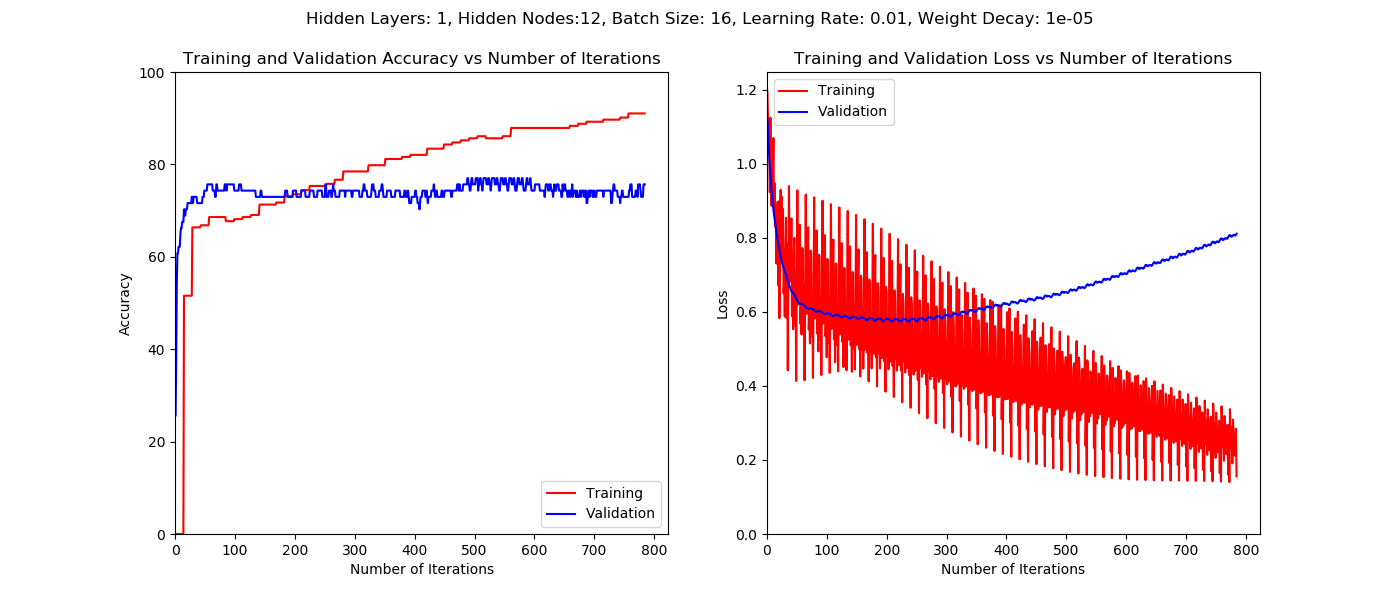 Hidden Layers: 1, Hidden Nodes:12, Batch Size: 16, Learning Rate: 0.01, Weight Decay: 1e-05
Training and Validation Accuracy vs Number of Iterations
100
80
60
40
20
0
Accuracy
0 100 200 300 400 500 600 700 800
Number of Iterations
Training
Validation
Training and Validation Loss vs Number of Iterations
1.2
1.0
0.8
0.6
0.4
0.2
0.0
Loss
0 100 200 300 400 500 600 700 800
Number of Iterations
Training
Validation